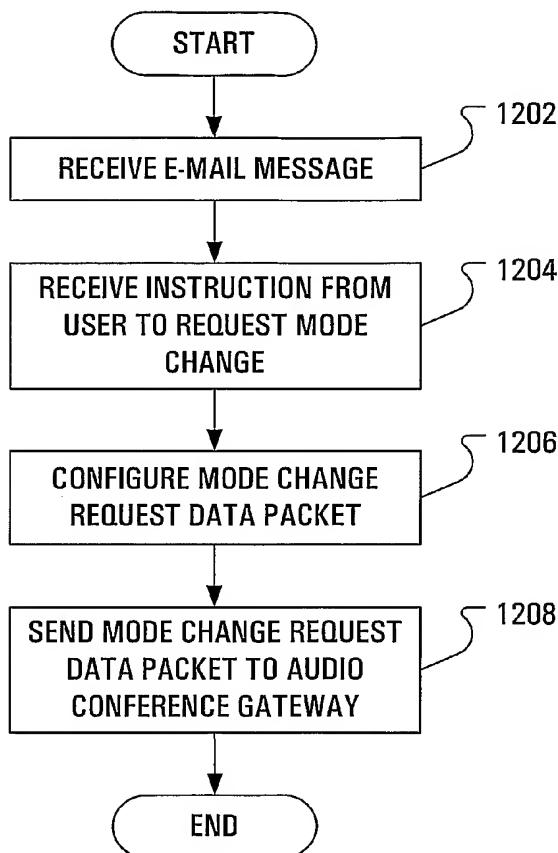 START
1202
RECEIVE E-MAIL MESSAGE
1204
RECEIVE INSTRUCTION FROM
USER TO REQUEST MODE
CHANGE
1206
CONFIGURE MODE CHANGE
REQUEST DATA PACKET
1208
SEND MODE CHANGE REQUEST
DATA PACKET TO AUDIO
CONFERENCE GATEWAY
END